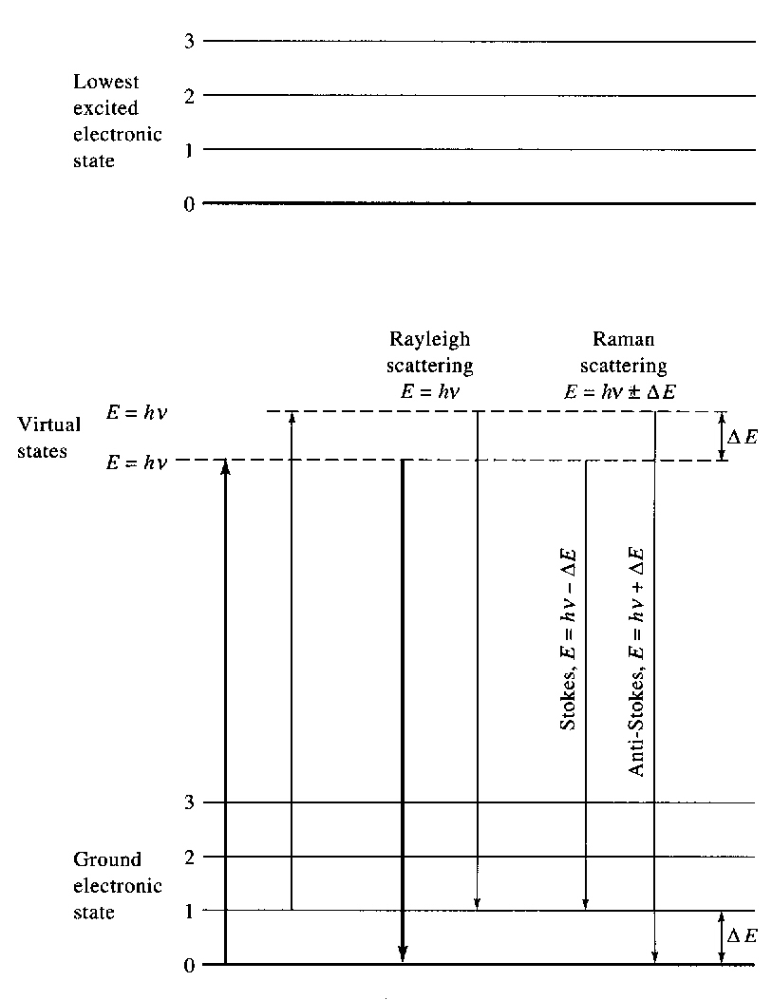 3
Lowest
excited
electronic
state
2
1
0
Rayleigh
scattering
E = hν
Raman
scattering
E = hν ± ΔE
Virtual
states
E = hν
E = hν
ΔE
Stokes, E = hν − ΔE
Anti-Stokes, E = hν + ΔE
3
Ground
electronic
state
2
1
0
ΔE